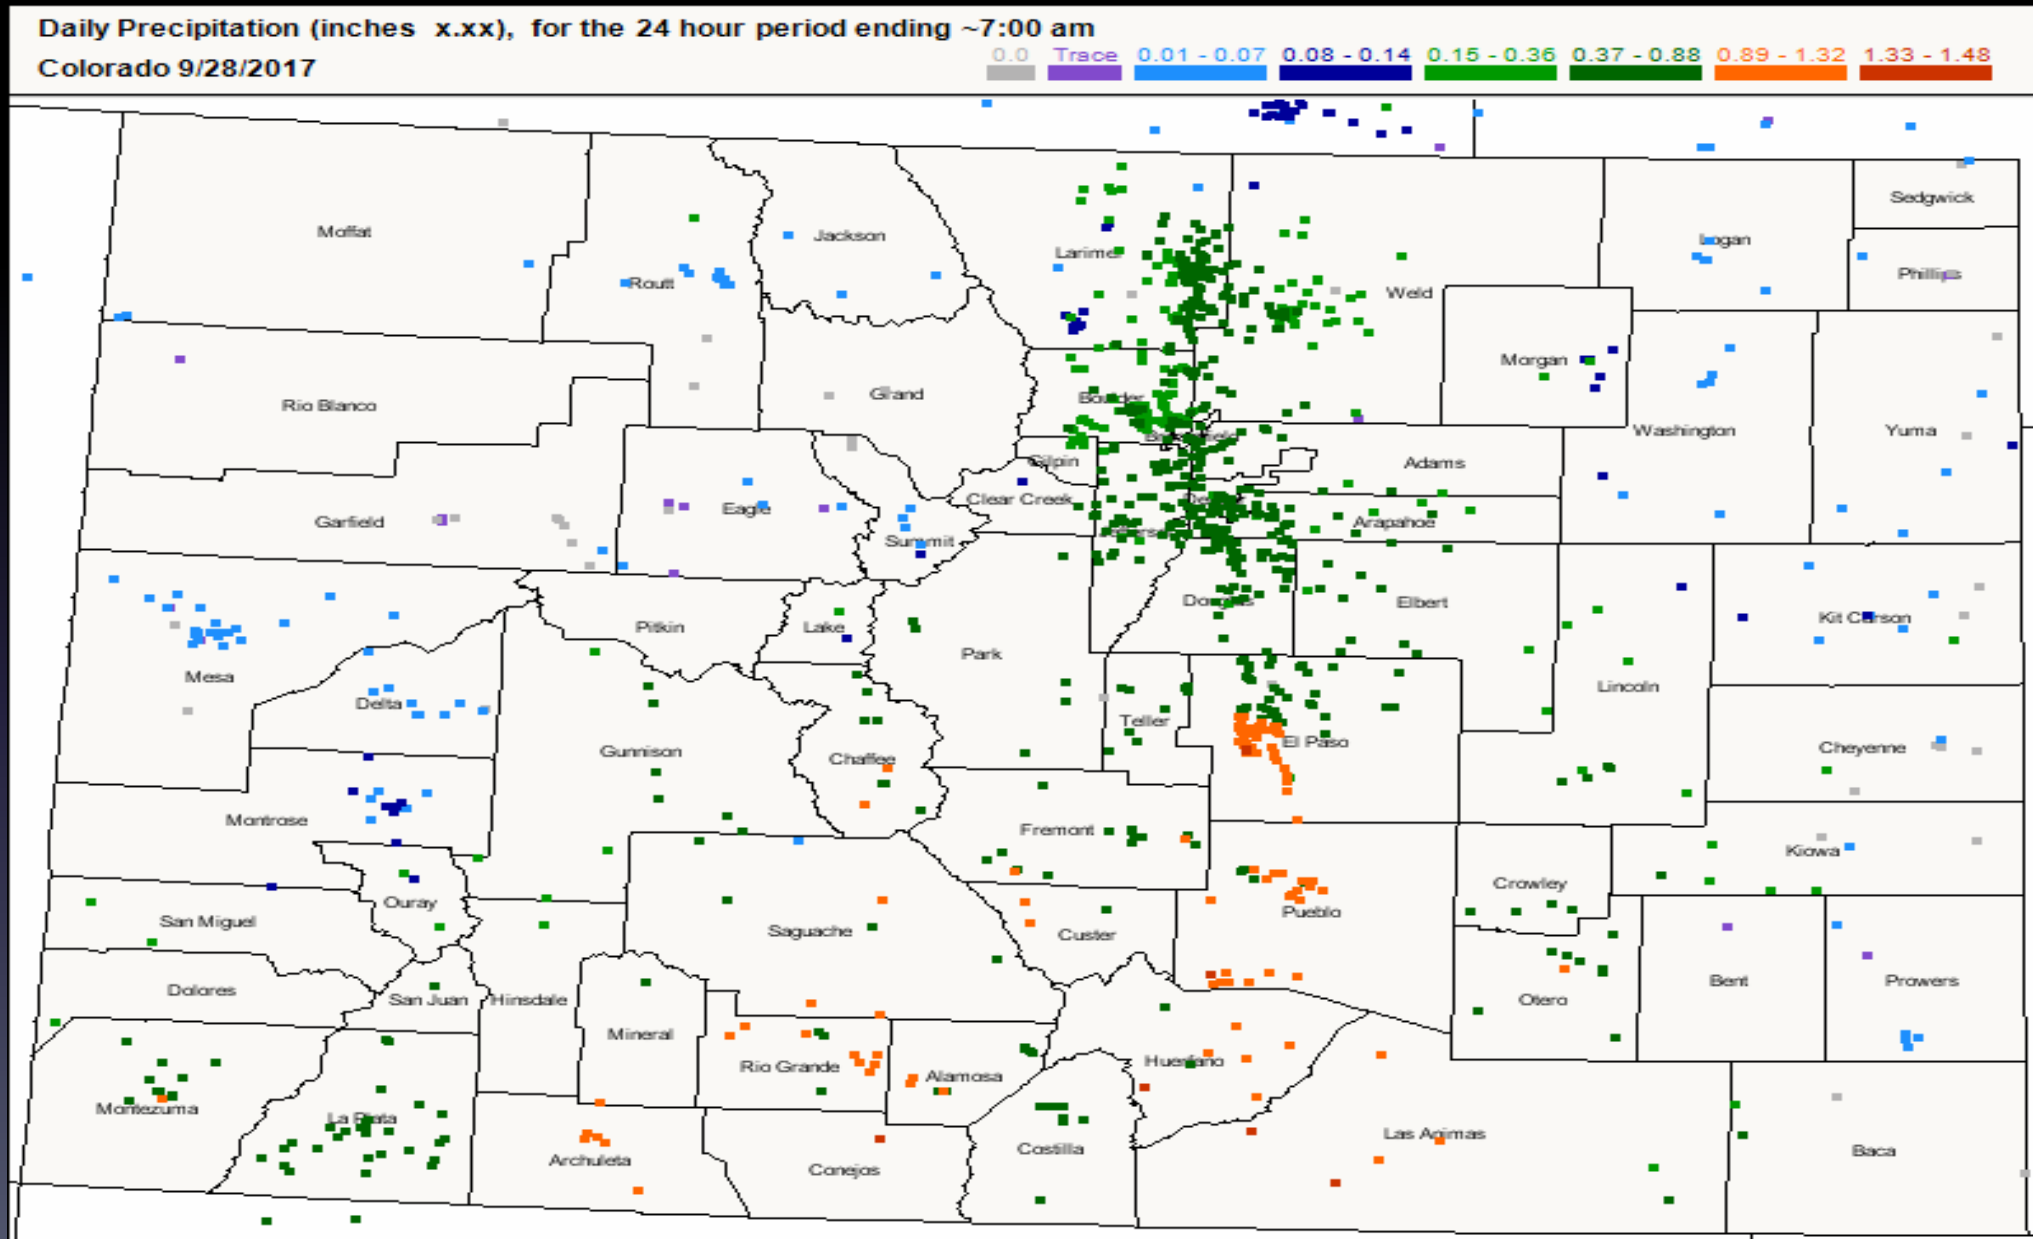 Daily Precipitation (inches x.xx), for the 24 hour period ending ~7:00 am
Colorado 9/28/2017
0.0 Trace 0.01 - 0.07 0.08 - 0.14 0.15 - 0.36 0.37 - 0.88 0.89 - 1.32 1.33 - 1.48
Sedgwick
Moffat
Jackson
Larimer
Logan
Phillips
Routt
Weld
Morgan
Rio Blanco
Grand
Boulder
Broomfield
Washington
Yuma
Gilpin
Adams
Clear Creek
Denver
Eagle
Garfield
Arapahoe
Jefferson
Summit
Douglas
Elbert
Kit Carson
Pitkin
Lake
Park
Mesa
Lincoln
Delta
Teller
Gunnison
El Paso
Cheyenne
Chaffee
Montrose
Fremont
Kiowa
Crowley
Ouray
Pueblo
San Miguel
Saguache
Custer
Bent
Prowers
Dolores
San Juan
Hinsdale
Otero
Mineral
Rio Grande
Huerfano
Alamosa
Montezuma
La Plata
Las Animas
Costilla
Baca
Archuleta
Conejos